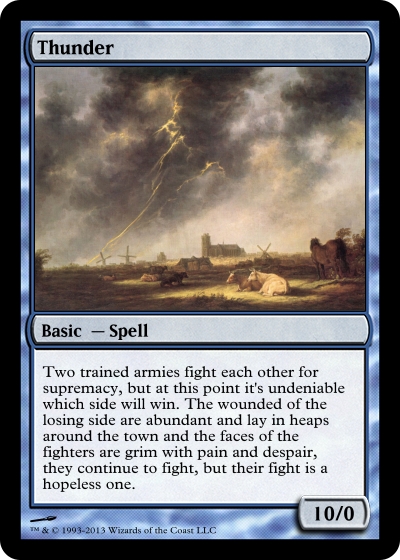 Thunder
Basic — Spell
Two trained armies fight each other for
supremacy, but at this point it's undeniable
which side will win. The wounded of the
losing side are abundant and lay in heaps
around the town and the faces of the
fighters are grim with pain and despair,
they continue to fight, but their fight is a
hopeless one.
10/0
™ & © 1993-2013 Wizards of the Coast LLC